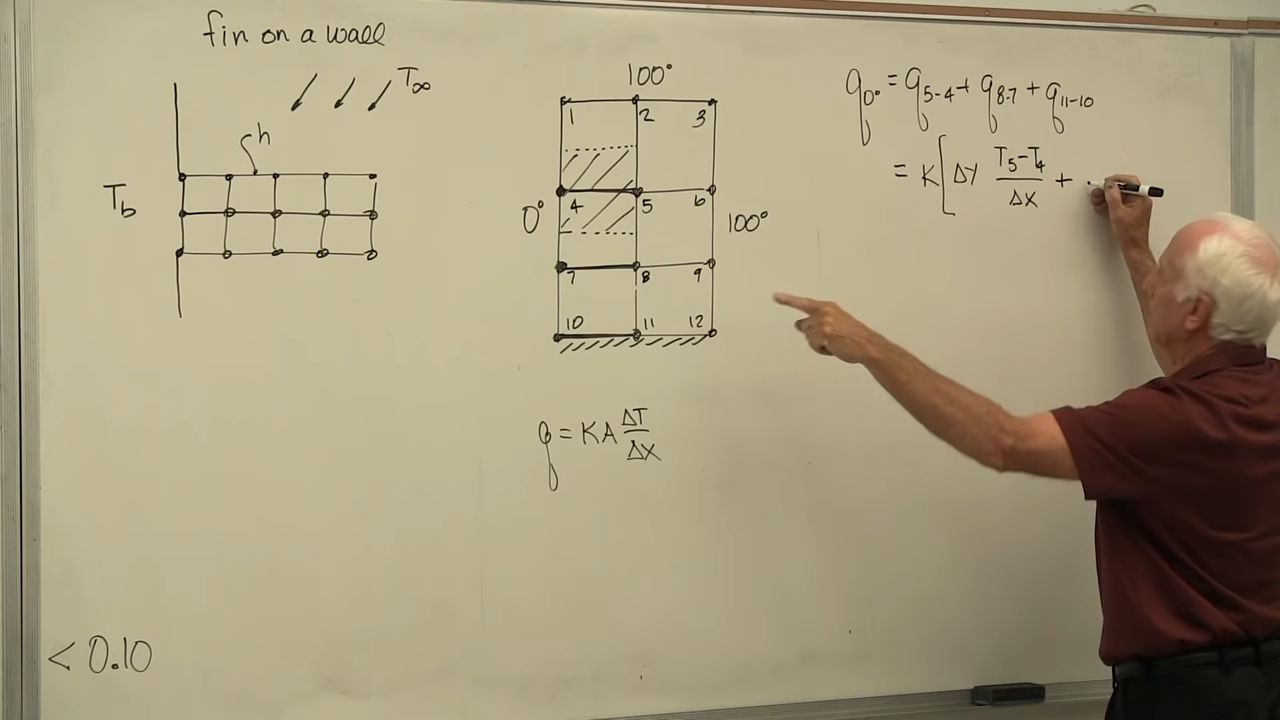 fin on a wall
T∞
h
T_b
100°
1 2 3
4 5 6
0° 100°
7 8 9
10 11 12
q = KA ΔT/ΔX
q_0° = q_5-4 + q_8-7 + q_11-10
= K[ΔY (T_5-T_4)/ΔX +
< 0.10